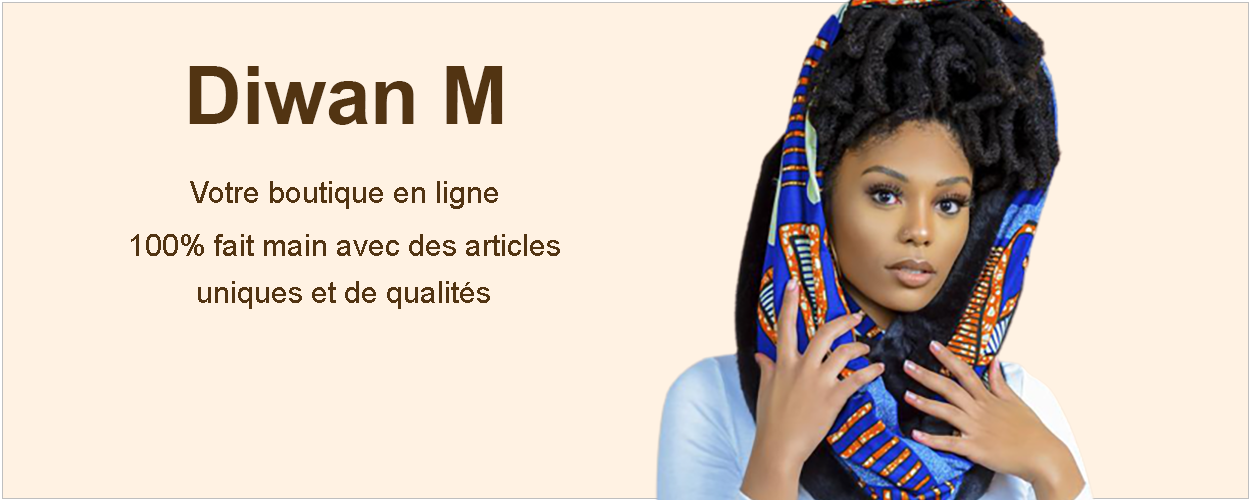 Diwan M
Votre boutique en ligne
100% fait main avec des articles
uniques et de qualités